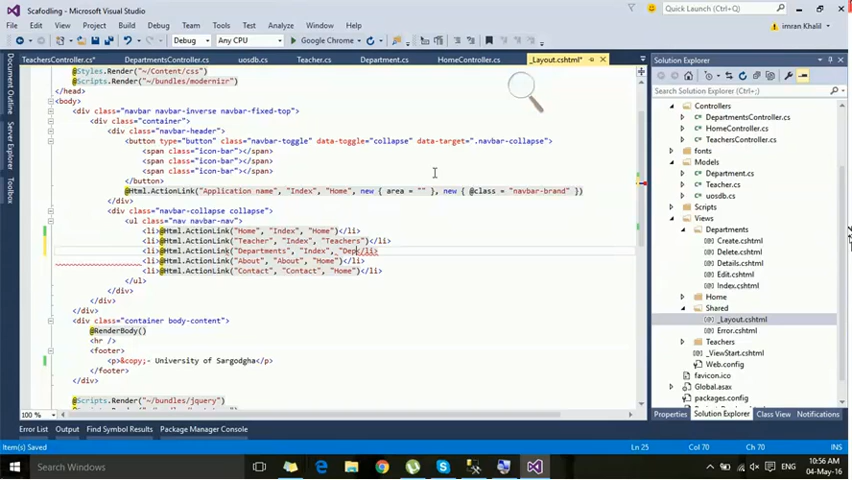 Scafodling - Microsoft Visual Studio
Quick Launch (Ctrl+Q)
File Edit View Project Build Debug Team Tools Architecture Test Analyze Window Help
imran Khalil
Debug Any CPU Google Chrome
TeachersController.cs DepartmentsController.cs uosdb.cs Teacher.cs Department.cs HomeController.cs _Layout.cshtml*
Document Outline
Server Explorer
Toolbox
@Styles.Render("~/Content/css")
@Scripts.Render("~/bundles/modernizr")
</head>
<body>
<div class="navbar navbar-inverse navbar-fixed-top">
<div class="container">
<div class="navbar-header">
<button type="button" class="navbar-toggle" data-toggle="collapse" data-target=".navbar-collapse">
<span class="icon-bar"></span>
<span class="icon-bar"></span>
<span class="icon-bar"></span>
</button>
@Html.ActionLink("Application name", "Index", "Home", new { area = "" }, new { @class = "navbar-brand" })
</div>
<div class="navbar-collapse collapse">
<ul class="nav navbar-nav">
<li>@Html.ActionLink("Home", "Index", "Home")</li>
<li>@Html.ActionLink("Teacher", "Index", "Teachers")</li>
<li>@Html.ActionLink("Departments", "Index", "Dep</li>
<li>@Html.ActionLink("About", "About", "Home")</li>
<li>@Html.ActionLink("Contact", "Contact", "Home")</li>
</ul>
</div>
</div>
</div>
<div class="container body-content">
@RenderBody()
<hr />
<footer>
<p>&copy;- University of Sargodgha</p>
</footer>
</div>
@Scripts.Render("~/bundles/jquery")
100 %
Solution Explorer
Search Solution Explorer (Ctrl+;)
Controllers
DepartmentsController.cs
HomeController.cs
TeachersController.cs
fonts
Models
Department.cs
Teacher.cs
uosdb.cs
Scripts
Views
Departments
Create.cshtml
Delete.cshtml
Details.cshtml
Edit.cshtml
Index.cshtml
Home
Shared
_Layout.cshtml
Error.cshtml
Teachers
_ViewStart.cshtml
Web.config
favicon.ico
Global.asax
packages.config
Properties Solution Explorer Class View Notifications
Error List Output Find Symbol Results Package Manager Console
Item(s) Saved Ln 25 Col 70 Ch 70 INS
Search Windows
10:56 AM
04-May-16